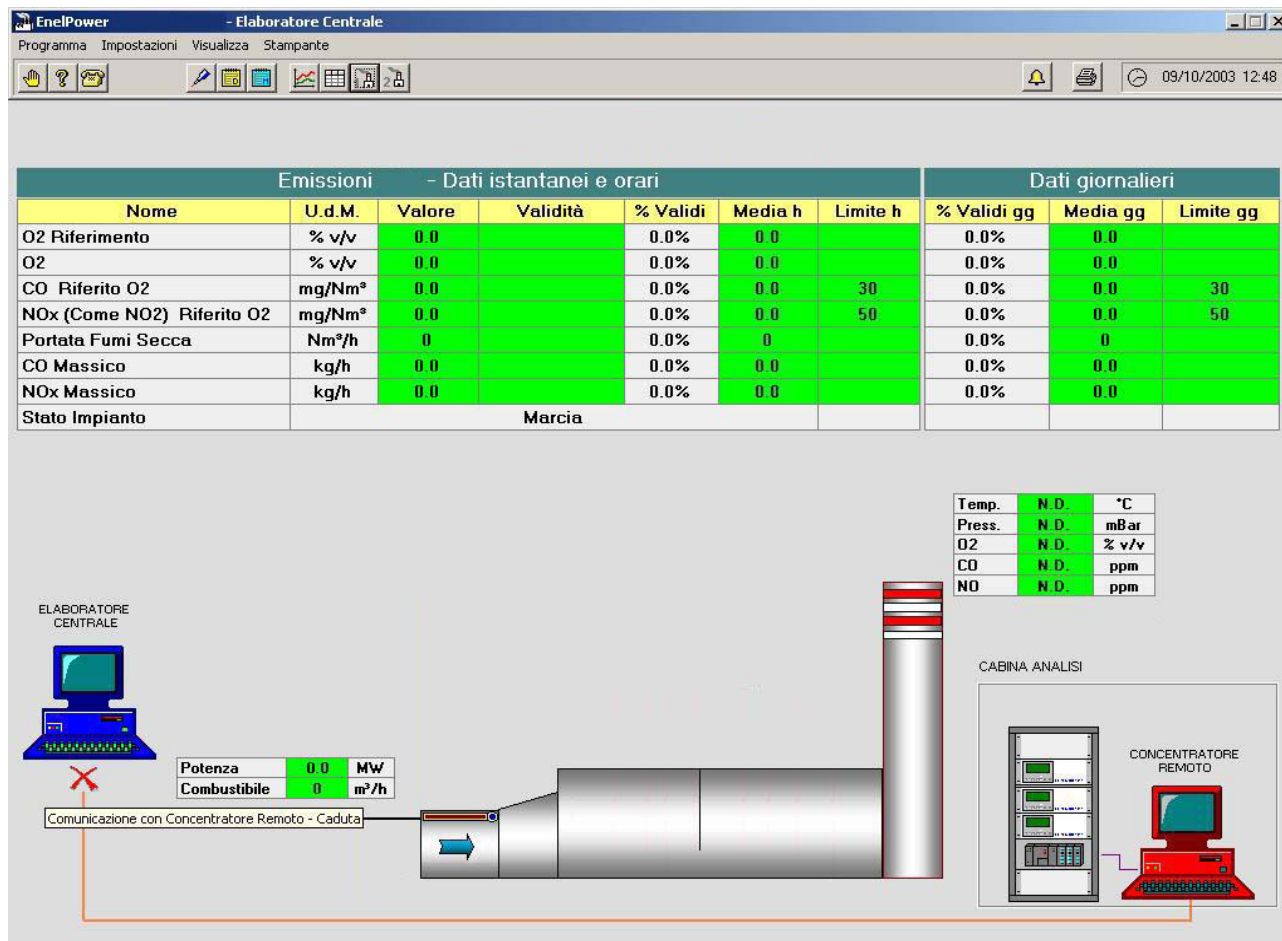 EnelPower - Elaboratore Centrale
Programma Impostazioni Visualizza Stampante
09/10/2003 12:48
Emissioni - Dati istantanei e orari Dati giornalieri
Nome U.d.M. Valore Validità % Validi Media h Limite h % Validi gg Media gg Limite gg
O2 Riferimento % v/v 0.0 0.0% 0.0 0.0% 0.0
O2 % v/v 0.0 0.0% 0.0 0.0% 0.0
CO Riferito O2 mg/Nm³ 0.0 0.0% 0.0 30 0.0% 0.0 30
NOx (Come NO2) Riferito O2 mg/Nm³ 0.0 0.0% 0.0 50 0.0% 0.0 50
Portata Fumi Secca Nm³/h 0 0.0% 0 0.0% 0
CO Massico kg/h 0.0 0.0% 0.0 0.0% 0.0
NOx Massico kg/h 0.0 0.0% 0.0 0.0% 0.0
Stato Impianto Marcia
Temp. N.D. °C
Press. N.D. mBar
O2 N.D. % v/v
CO N.D. ppm
NO N.D. ppm
ELABORATORE
CENTRALE
CABINA ANALISI
CONCENTRATORE
REMOTO
Potenza 0.0 MW
Combustibile 0 m³/h
Comunicazione con Concentratore Remoto - Caduta